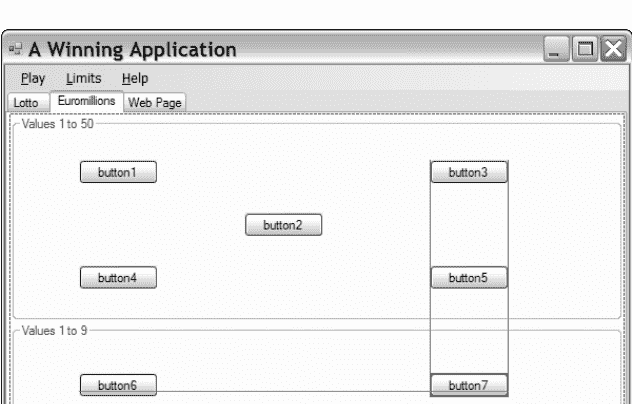 A Winning Application
Play Limits Help
Lotto Euromillions Web Page
Values 1 to 50
button1 button3
button2
button4 button5
Values 1 to 9
button6 button7